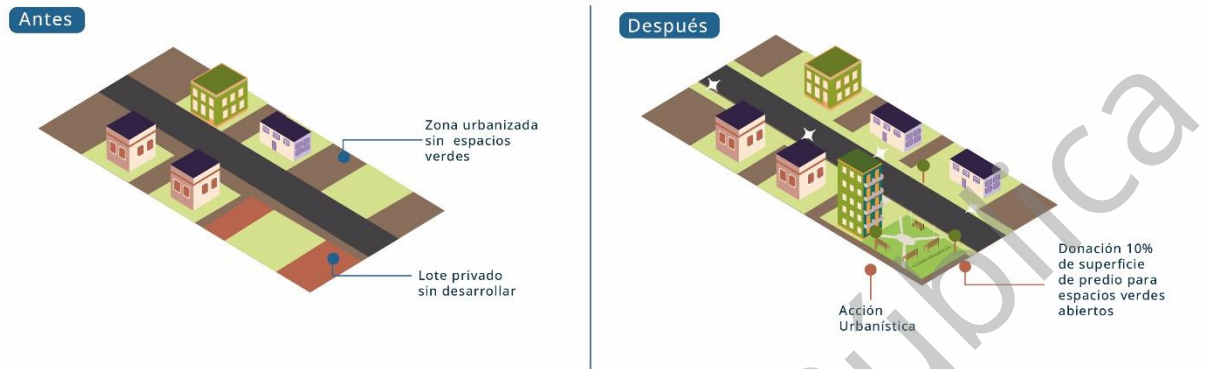 Antes
Zona urbanizada
sin espacios
verdes
Lote privado
sin desarrollar
Después
Acción
Urbanística
Donación 10%
de superficie
de predio para
espacios verdes
abiertos